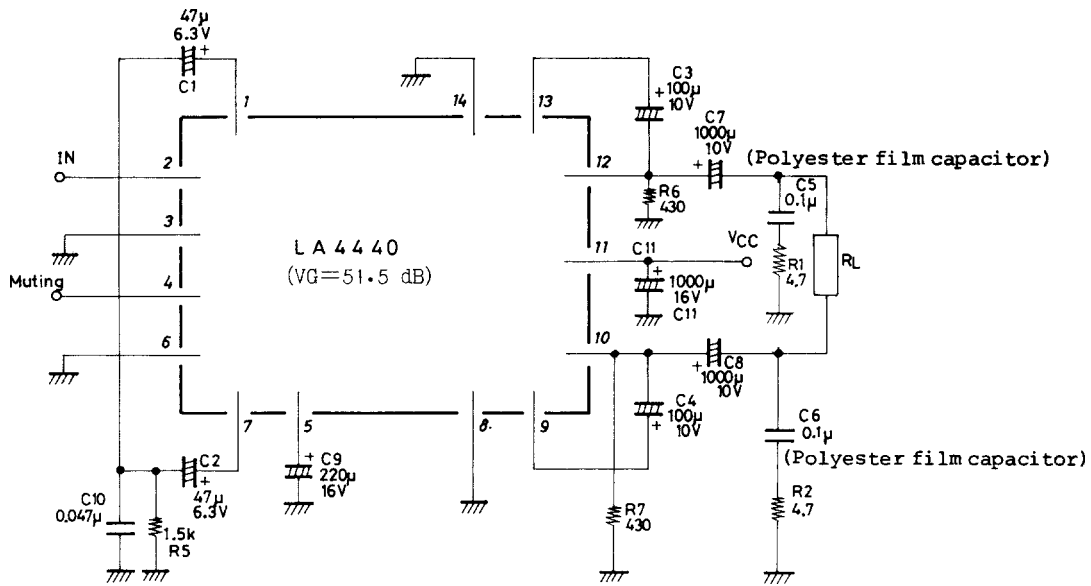 47μ
6.3V
+
C1
1
14
13
+
C3
100μ
10V
C7
1000μ
10V
+
(Polyester film capacitor)
IN
2
12
R6
430
C5
0.1μ
3
LA4440
(VG=51.5 dB)
11
C11
VCC
R1
4.7
RL
Muting
4
+
1000μ
16V
C11
6
10
+
C8
1000μ
10V
7
5
8.
9
+
C4
100μ
10V
C6
0.1μ
(Polyester film capacitor)
C2
+
47μ
6.3V
+
C9
220μ
16V
C10
0.047μ
1.5k
R5
R7
430
R2
4.7